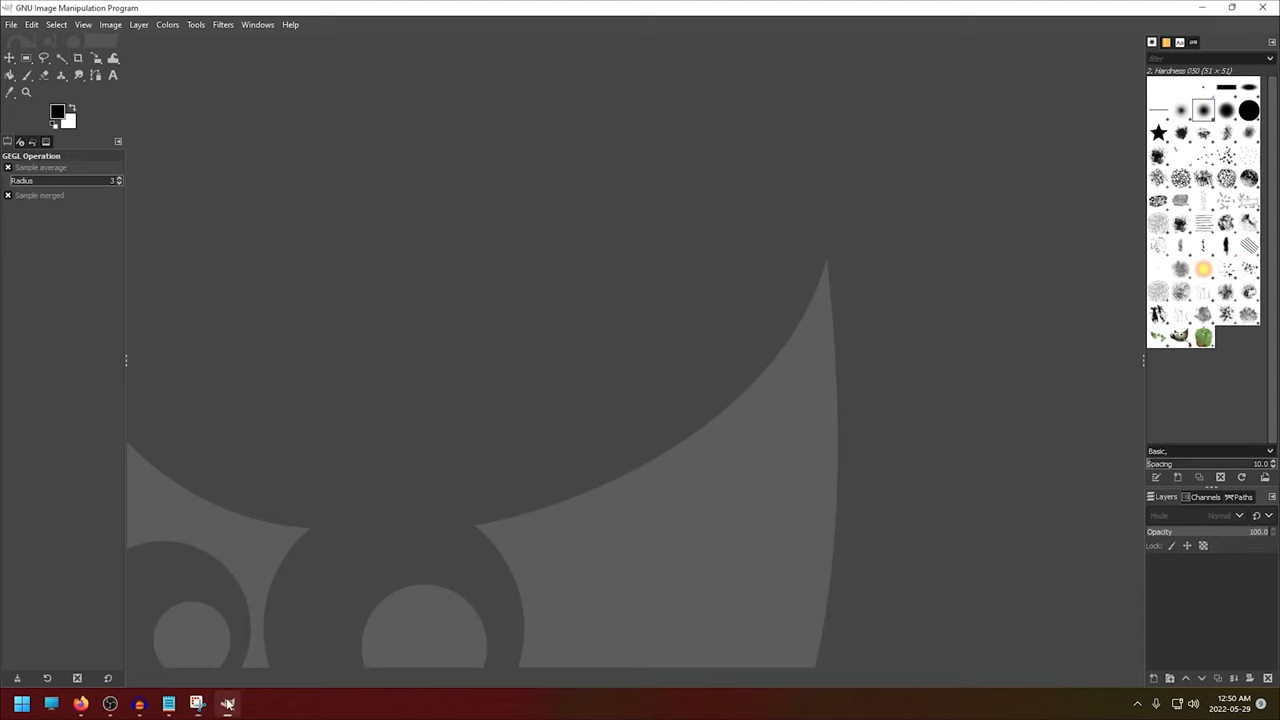 GNU Image Manipulation Program
File Edit Select View Image Layer Colors Tools Filters Windows Help
filter
2. Hardness 050 (51 × 51)
GEGL Operation
Sample average
Radius 3
Sample merged
Basic,
Spacing 10.0
Layers Channels Paths
Mode Normal
Opacity 100.0
Lock:
12:50 AM
2022-05-29